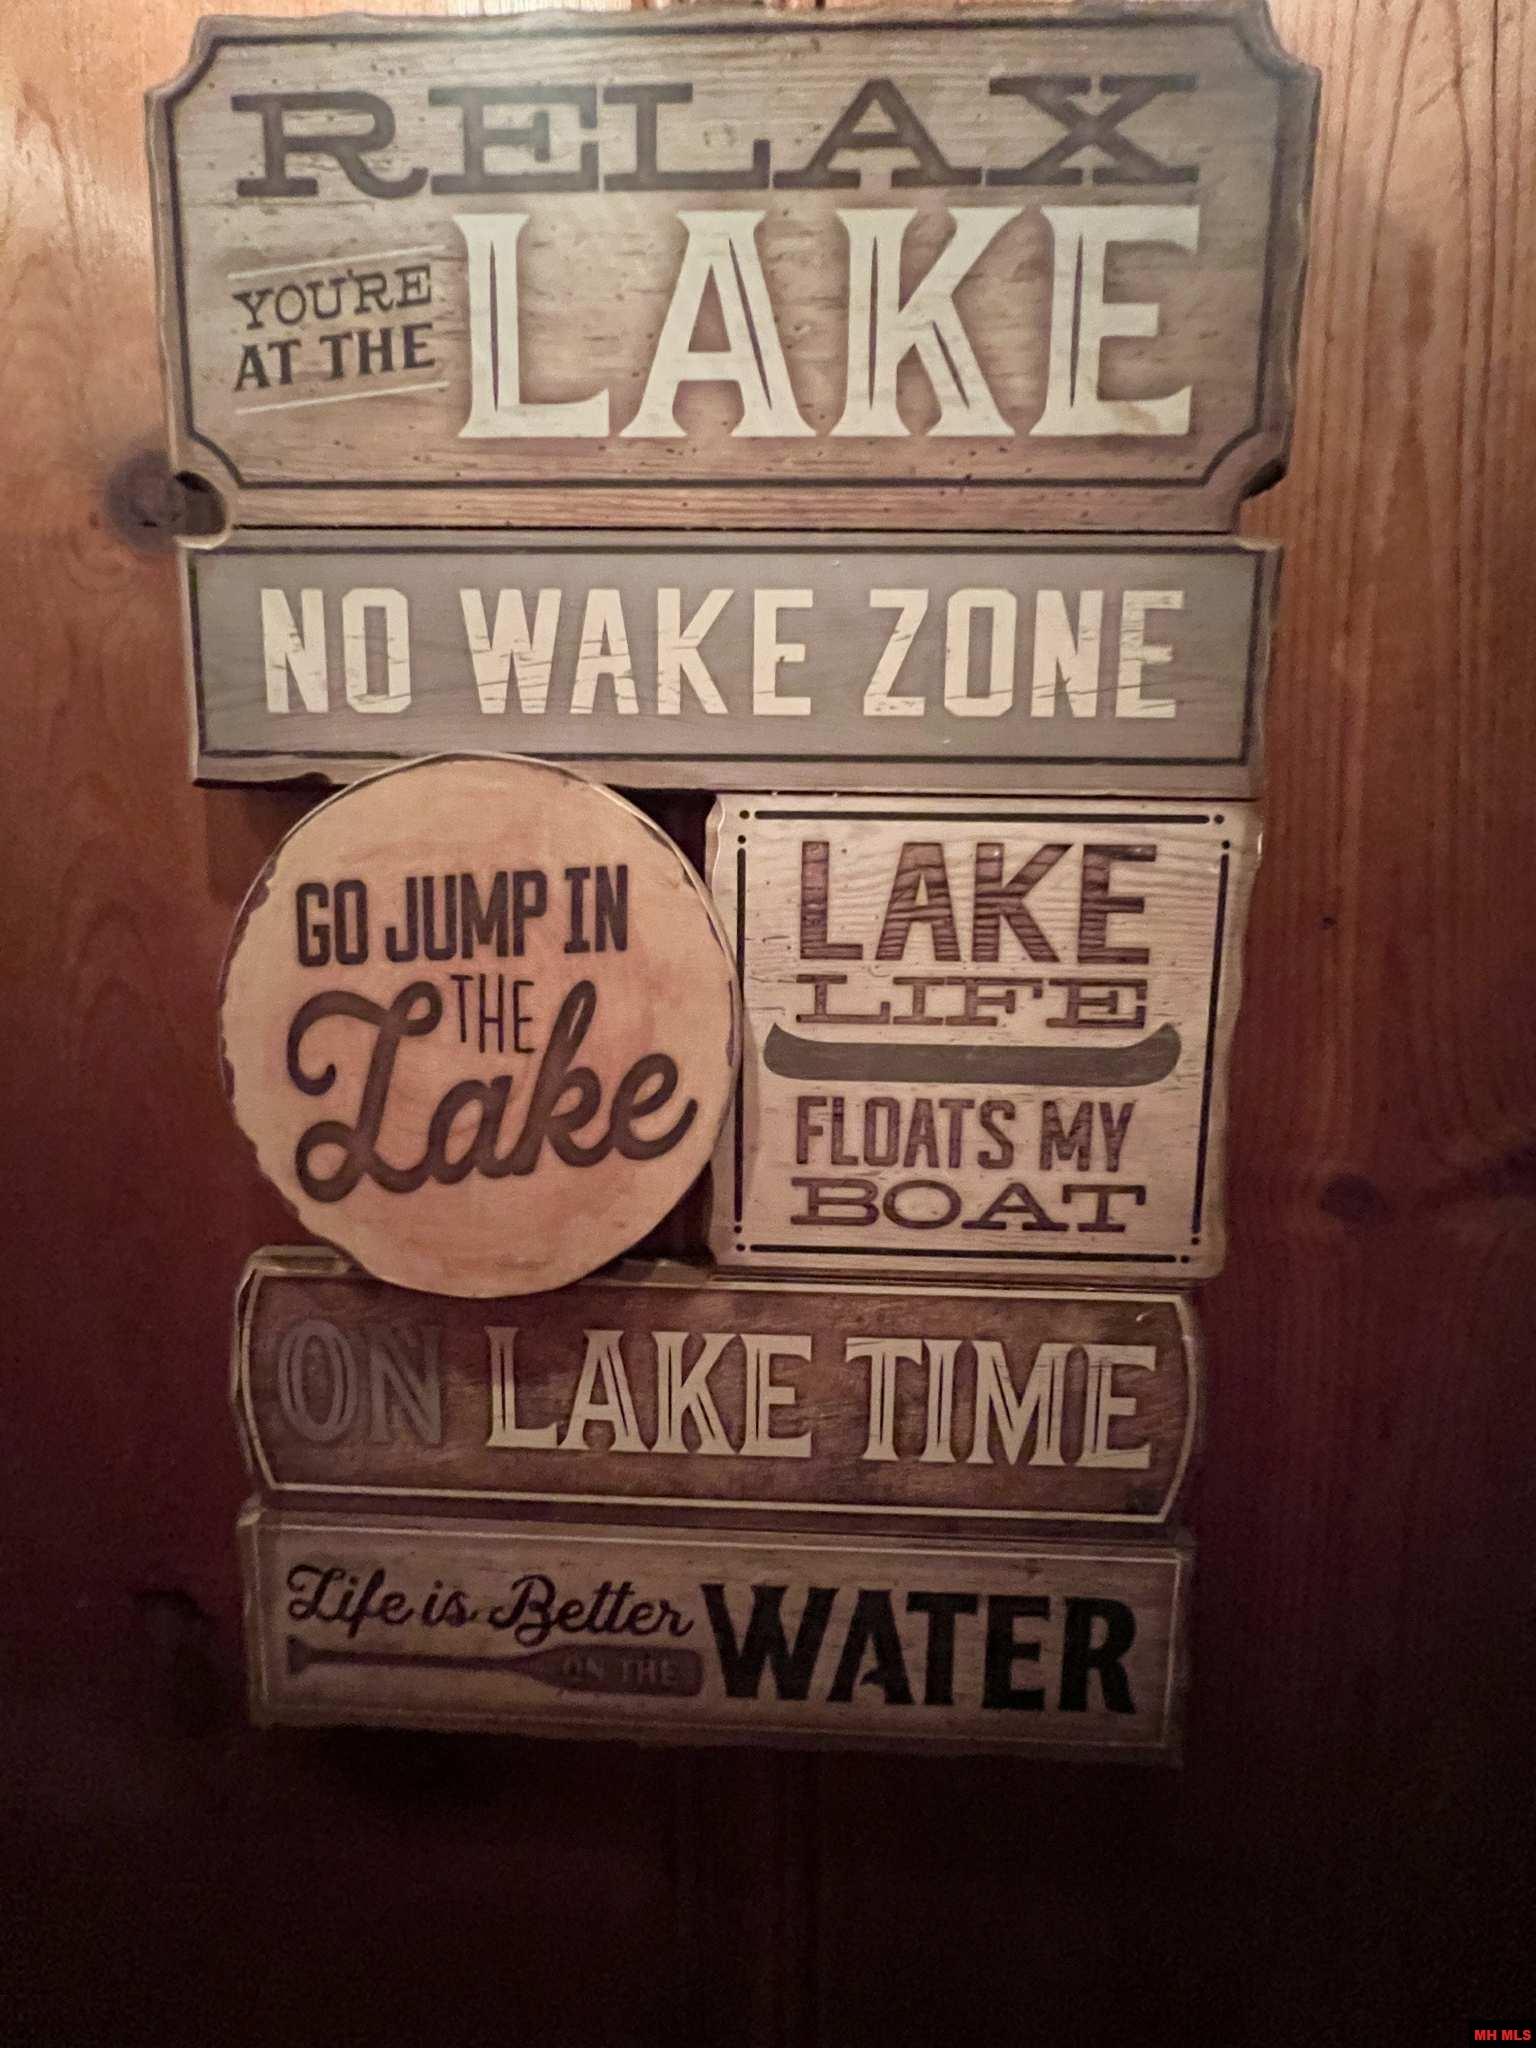 RELAX
YOU'RE
AT THE
LAKE
NO WAKE ZONE
GO JUMP IN
THE
Lake
LAKE
LIFE
FLOATS MY
BOAT
ON LAKE TIME
Life is Better
ON THE
WATER
MH MLS